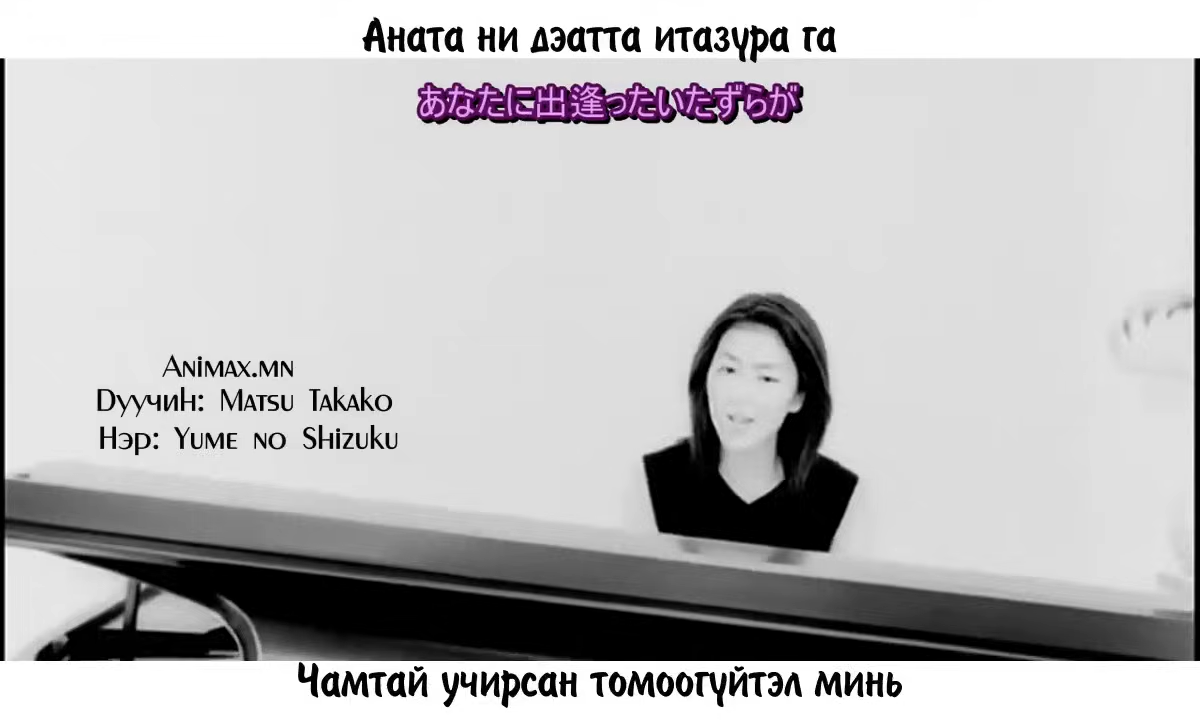 Аната ни дэатта итазүра га
あなたに出逢ったいたずらが
Animax.mn
Дуучин: Matsu Takako
Нэр: Yume no Shizuku
Чамтай учирсан томоогүйтэл минь